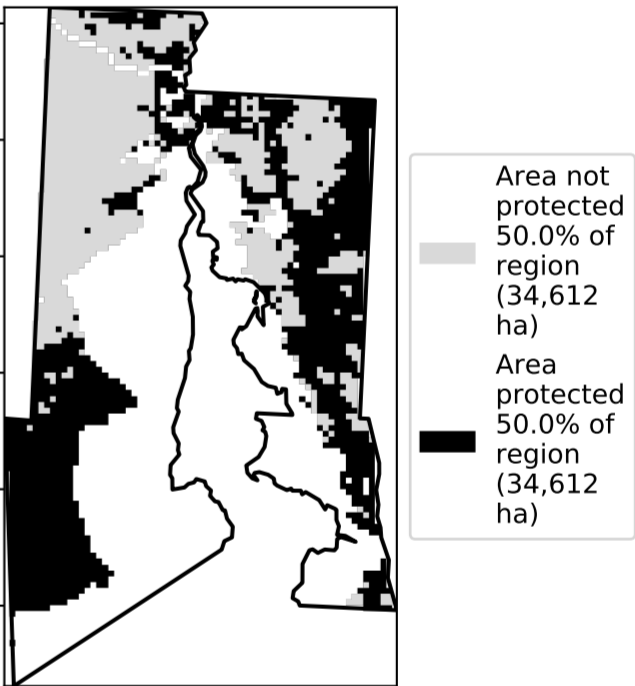 Area not
protected
50.0% of
region
(34,612
ha)
Area
protected
50.0% of
region
(34,612
ha)